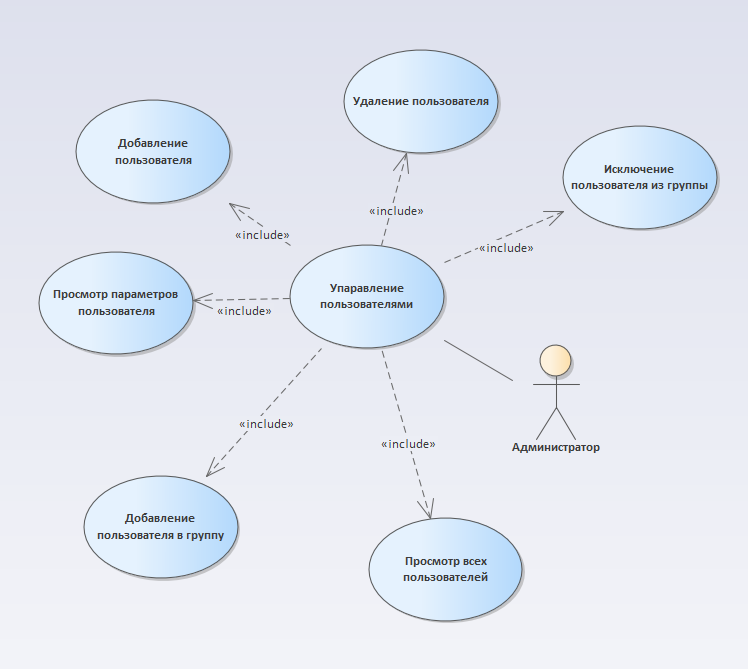 Удаление пользователя
Добавление
пользователя
Исключение
пользователя из группы
«include»
«include»
«include»
Просмотр параметров
пользователя
«include»
Упаравление
пользователями
«include»
«include»
Администратор
Добавление
пользователя в группу
Просмотр всех
пользователей